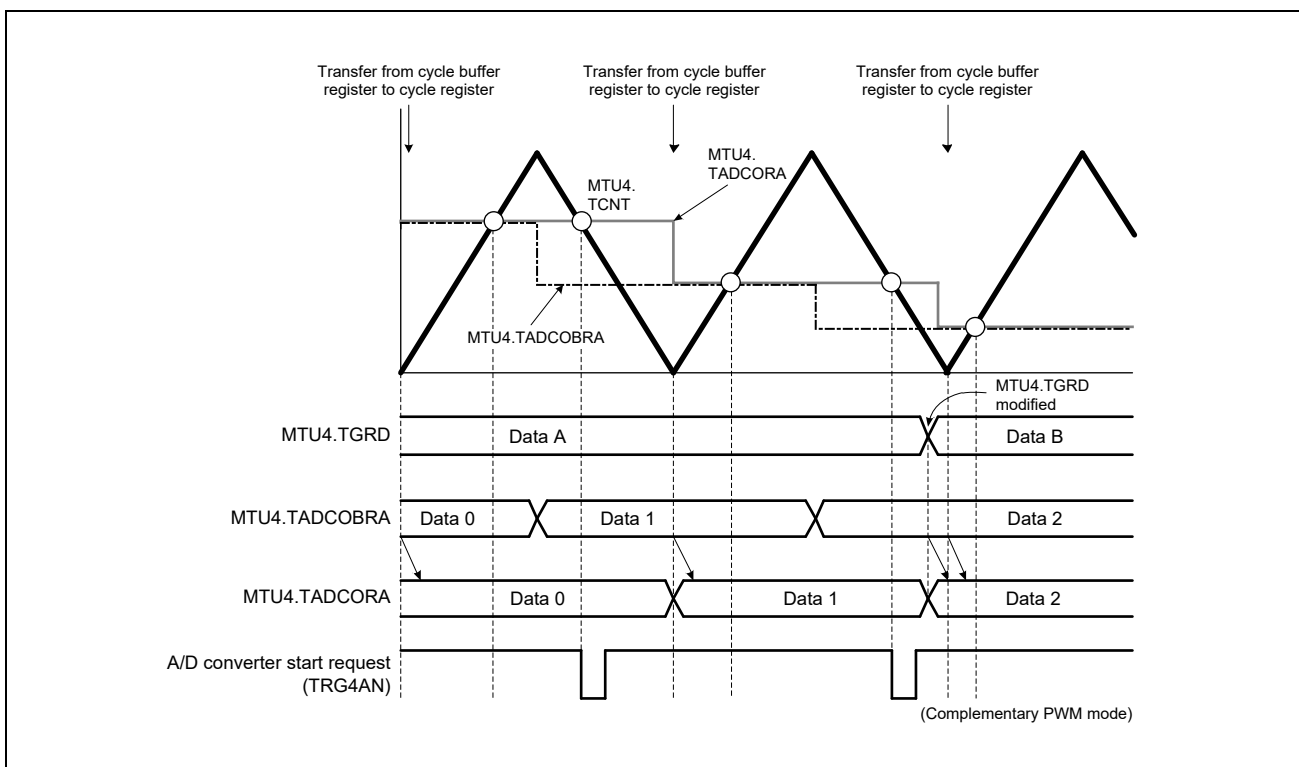 Transfer from cycle buffer
register to cycle register
Transfer from cycle buffer
register to cycle register
Transfer from cycle buffer
register to cycle register
MTU4.
TADCORA
MTU4.
TCNT
MTU4.TADCOBRA
MTU4.TGRD
modified
MTU4.TGRD
Data A
Data B
MTU4.TADCOBRA
Data 0
Data 1
Data 2
MTU4.TADCORA
Data 0
Data 1
Data 2
A/D converter start request
(TRG4AN)
(Complementary PWM mode)